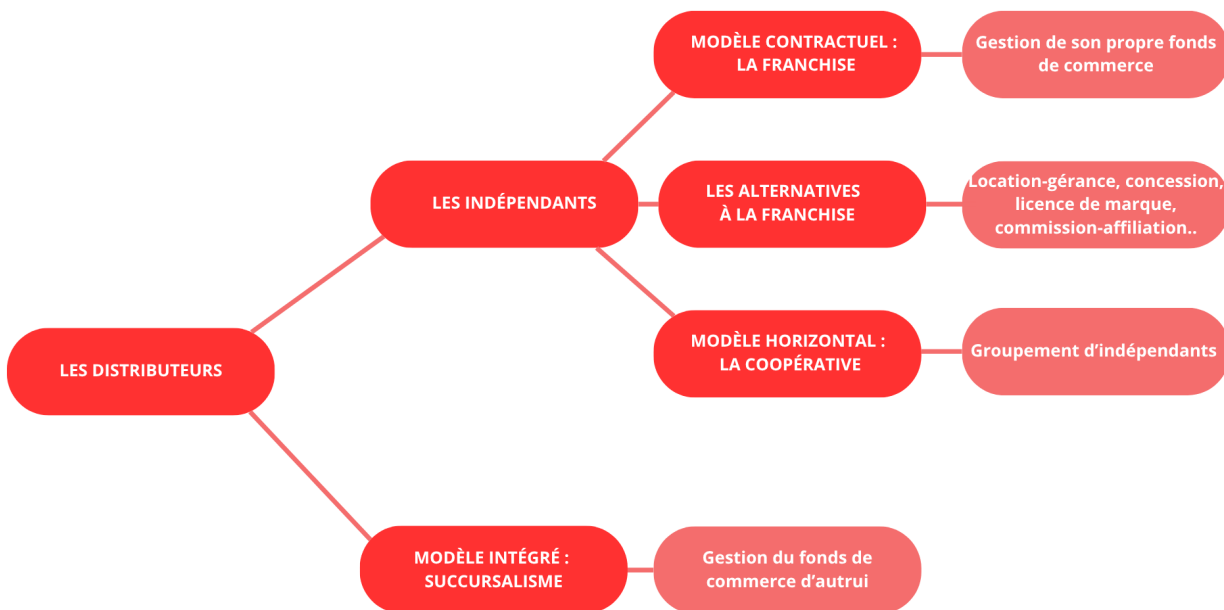 MODÈLE CONTRACTUEL :
LA FRANCHISE
Gestion de son propre fonds
de commerce
LES INDÉPENDANTS
LES ALTERNATIVES
À LA FRANCHISE
Location-gérance, concession,
licence de marque,
commission-affiliation..
MODÈLE HORIZONTAL :
LA COOPÉRATIVE
Groupement d’indépendants
LES DISTRIBUTEURS
MODÈLE INTÉGRÉ :
SUCCURSALISME
Gestion du fonds de
commerce d’autrui